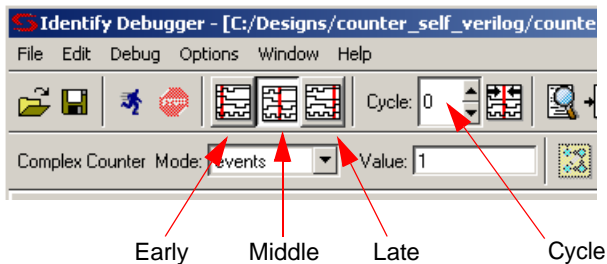 Identify Debugger - [C:/Designs/counter_self_verilog/counte
File Edit Debug Options Window Help
STOP Cycle: 0
Complex Counter Mode: events Value: 1
Early Middle Late Cycle